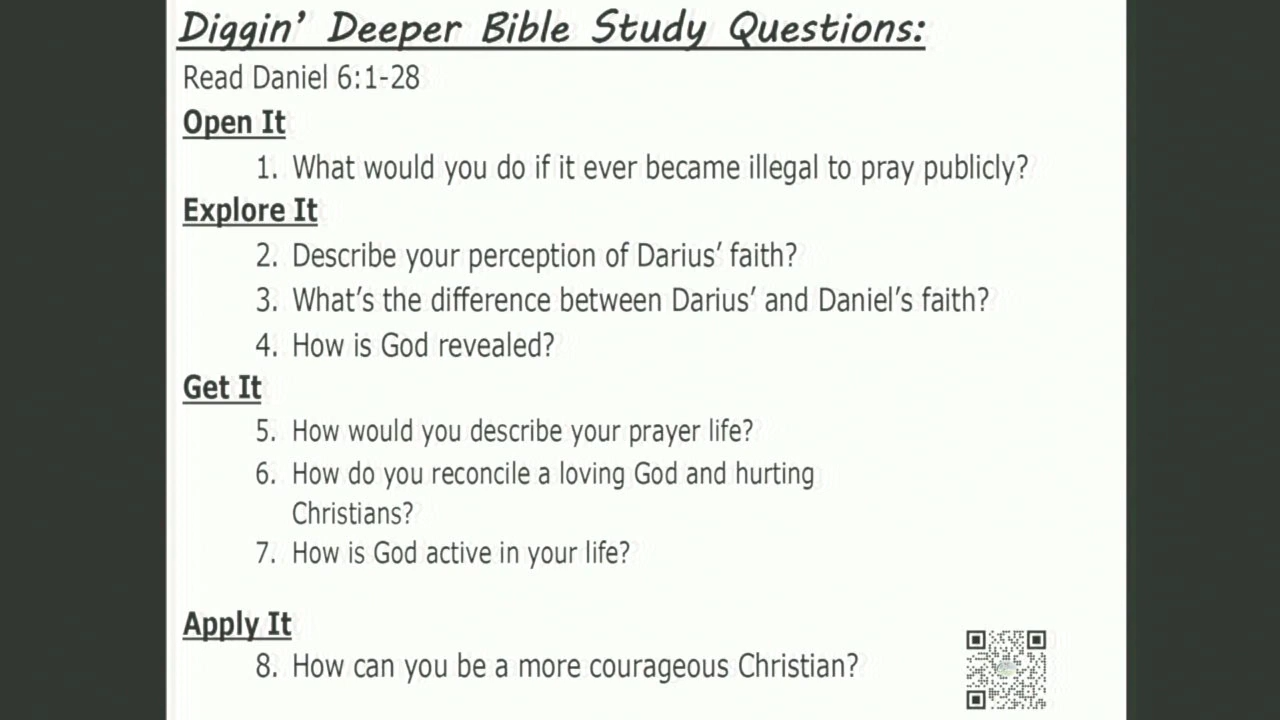 Diggin’ Deeper Bible Study Questions:
Read Daniel 6:1-28
Open It
1. What would you do if it ever became illegal to pray publicly?
Explore It
2. Describe your perception of Darius’ faith?
3. What’s the difference between Darius’ and Daniel’s faith?
4. How is God revealed?
Get It
5. How would you describe your prayer life?
6. How do you reconcile a loving God and hurting
Christians?
7. How is God active in your life?
Apply It
8. How can you be a more courageous Christian?